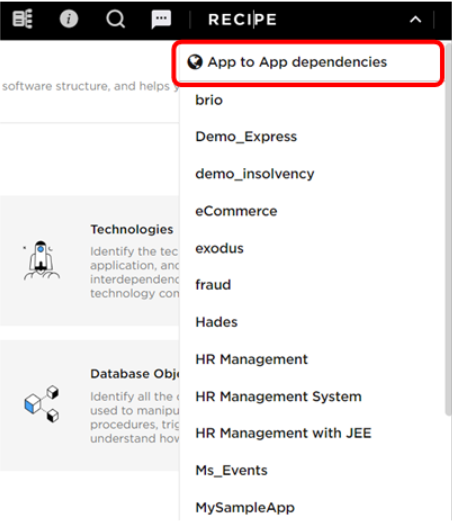 RECIPE
App to App dependencies
software structure, and helps
brio
Demo_Express
demo_insolvency
eCommerce
exodus
fraud
Hades
HR Management
HR Management System
HR Management with JEE
Ms_Events
MySampleApp
Technologies
Identify the tec
application, and
interdependenc
technology con
Database Obje
Identify all the
used to manipu
procedures, trig
understand how